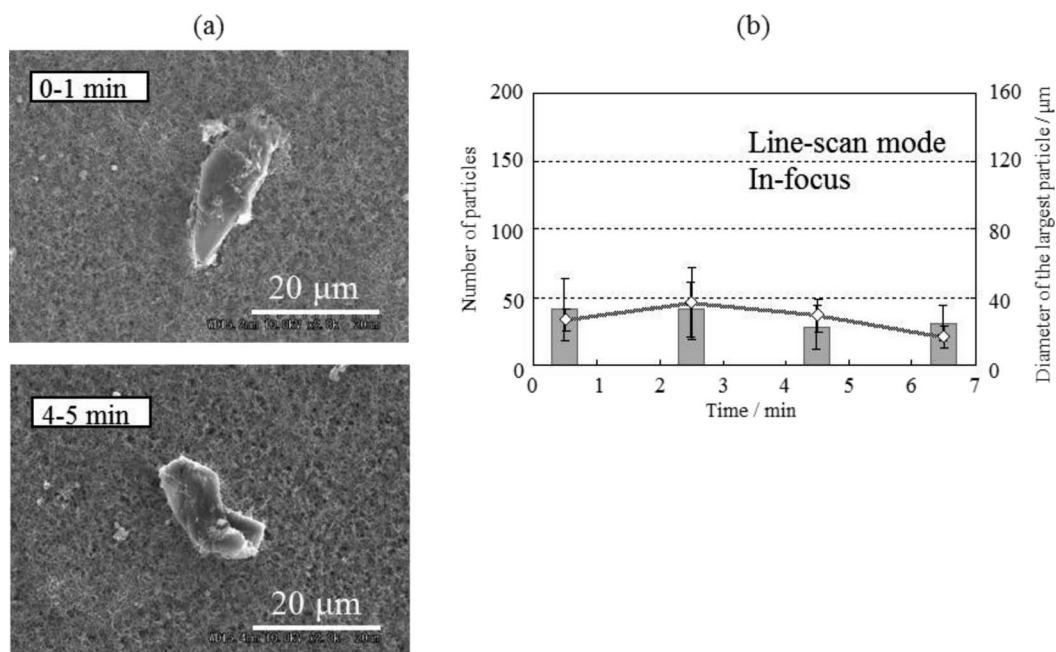 (a)
0-1 min
20 μm
4-5 min
20 μm
(b)
Number of particles
200
150
100
50
0
Line-scan mode
In-focus
160
120
80
40
0
Diameter of the largest particle / μm
0 1 2 3 4 5 6 7
Time / min